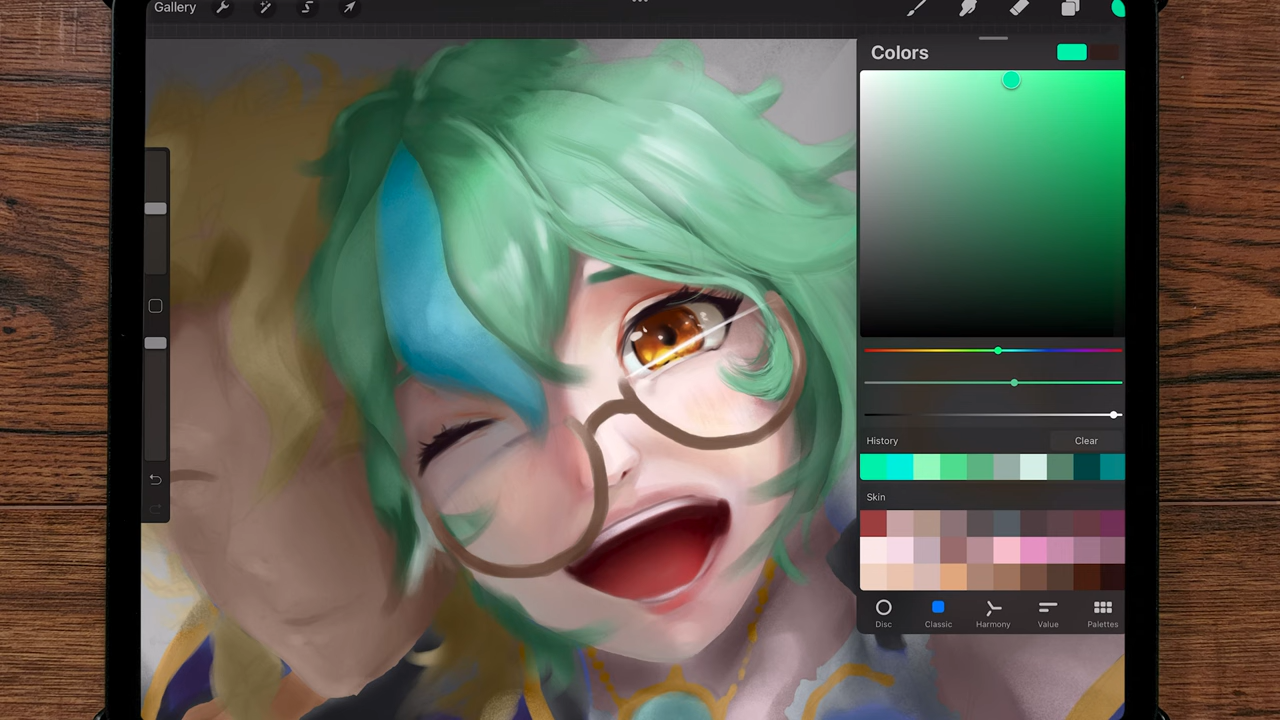 Gallery
Colors
History
Clear
Skin
Disc
Classic
Harmony
Value
Palettes